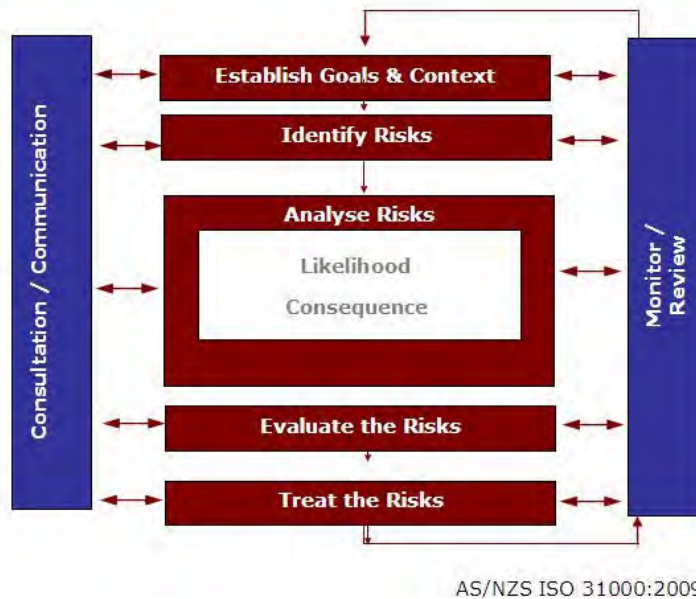 Establish Goals & Context
Identify Risks
Analyse Risks
Likelihood
Consequence
Evaluate the Risks
Treat the Risks
Consultation / Communication
Monitor /
Review
AS/NZS ISO 31000:2009